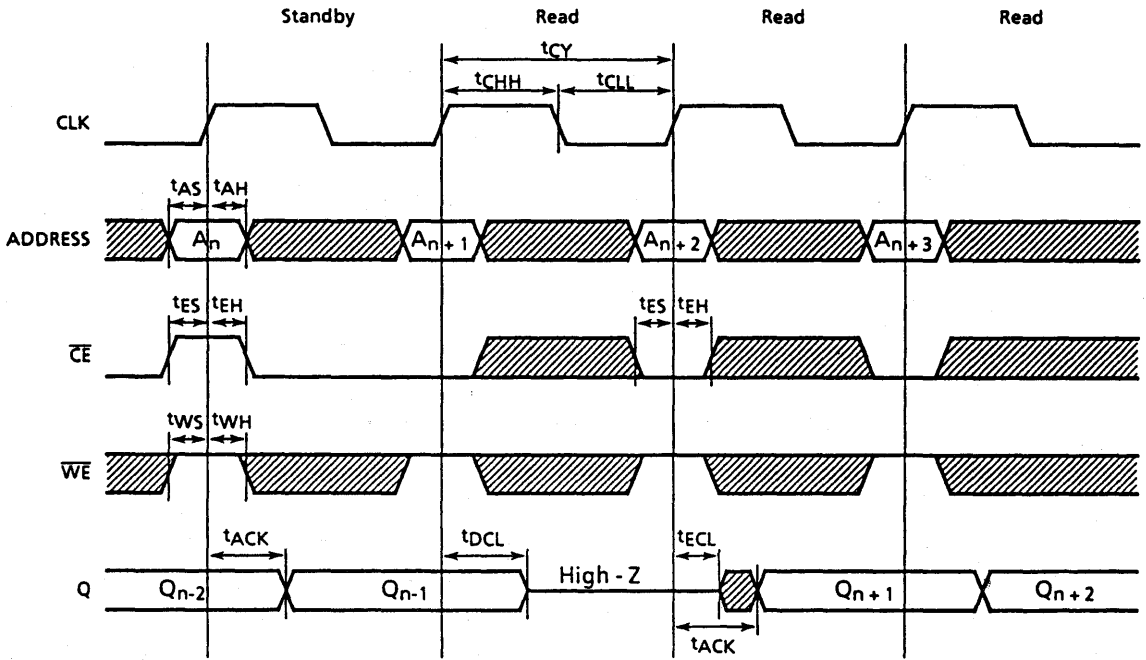 Standby Read Read Read
tCY
tCHH tCLL
CLK
tAS tAH
ADDRESS An An + 1 An + 2 An + 3
tES tEH tES tEH
CE
tWS tWH
WE
tACK tDCL tECL
Q Qn-2 Qn-1 High - Z Qn + 1 Qn + 2
tACK